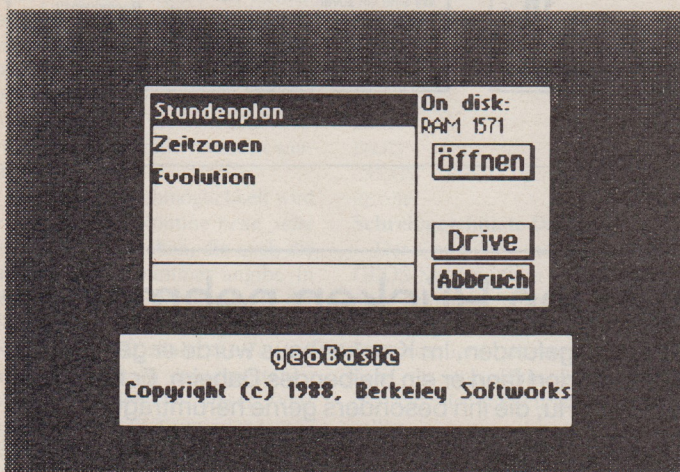 Stundenplan
Zeitzonen
Evolution
On disk:
RAM 1571
öffnen
Drive
Abbruch
geoBasic
Copyright (c) 1988, Berkeley Softworks